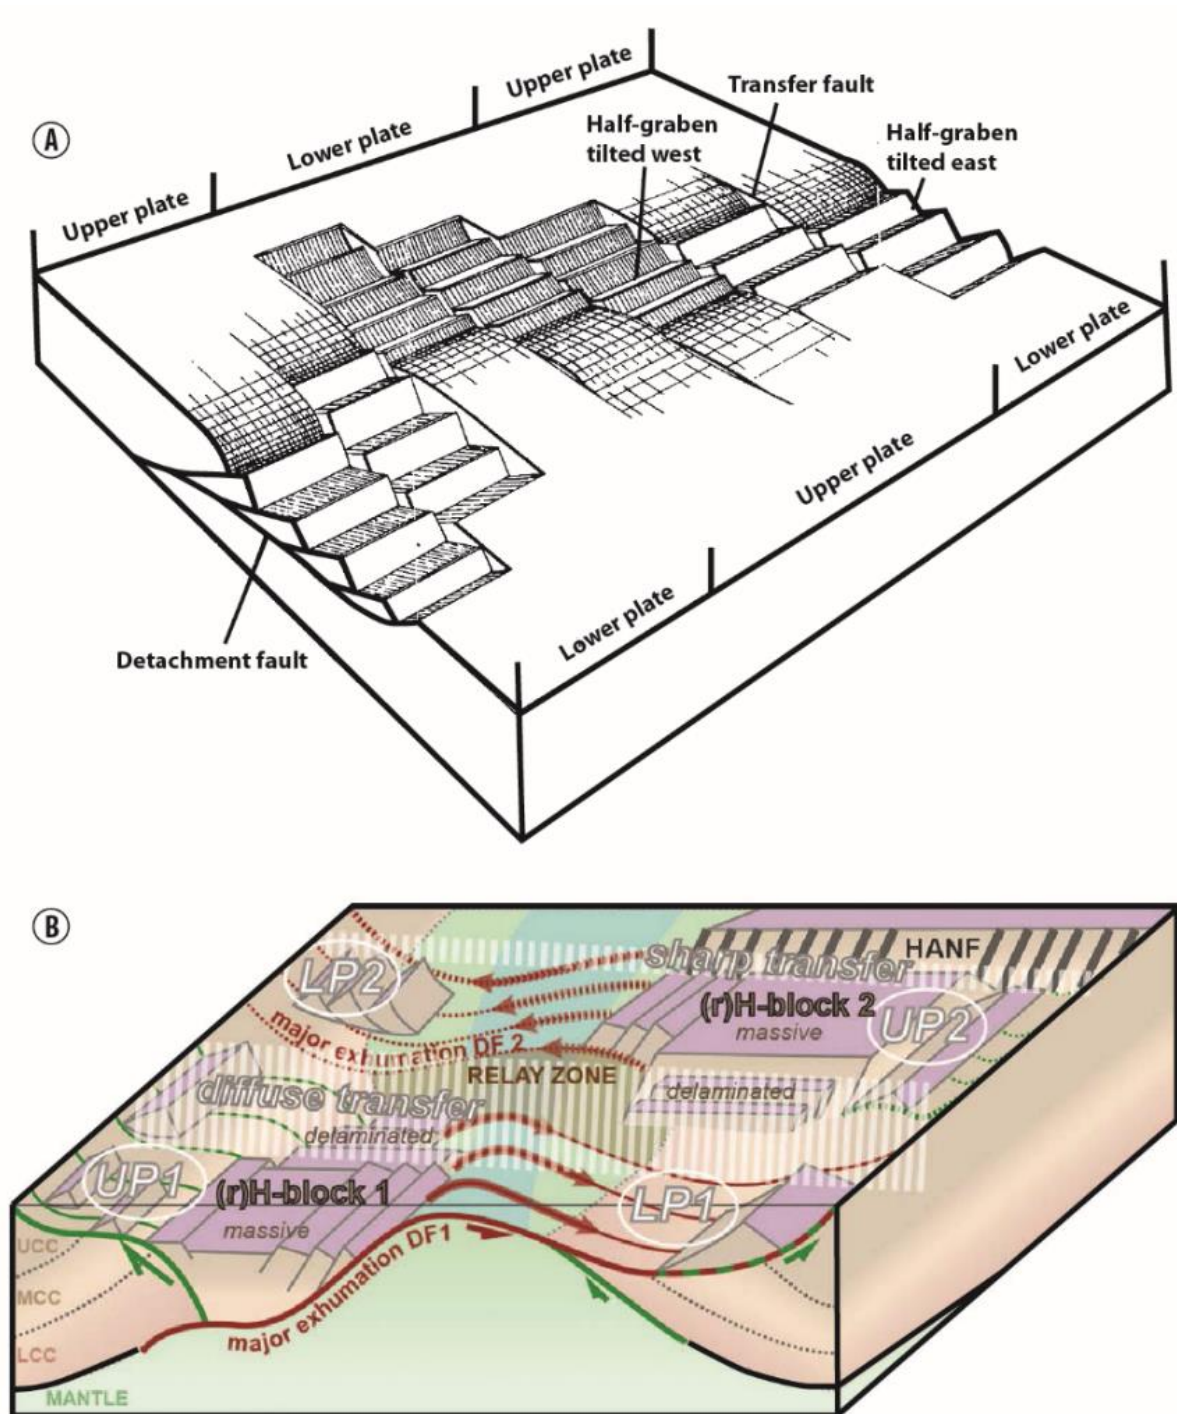 A
Upper plate
Lower plate
Upper plate
Transfer fault
Half-graben
tilted west
Half-graben
tilted east
Lower plate
Upper plate
Lower plate
Detachment fault
B
HANF
sharp transfer
LP2
(r)H-block 2
massive
UP2
major exhumation DF 2
RELAY ZONE
diffuse transfer
delaminated
delaminated
UP1
(r)H-block 1
massive
LP1
UCC
MCC
LCC
major exhumation DF1
MANTLE